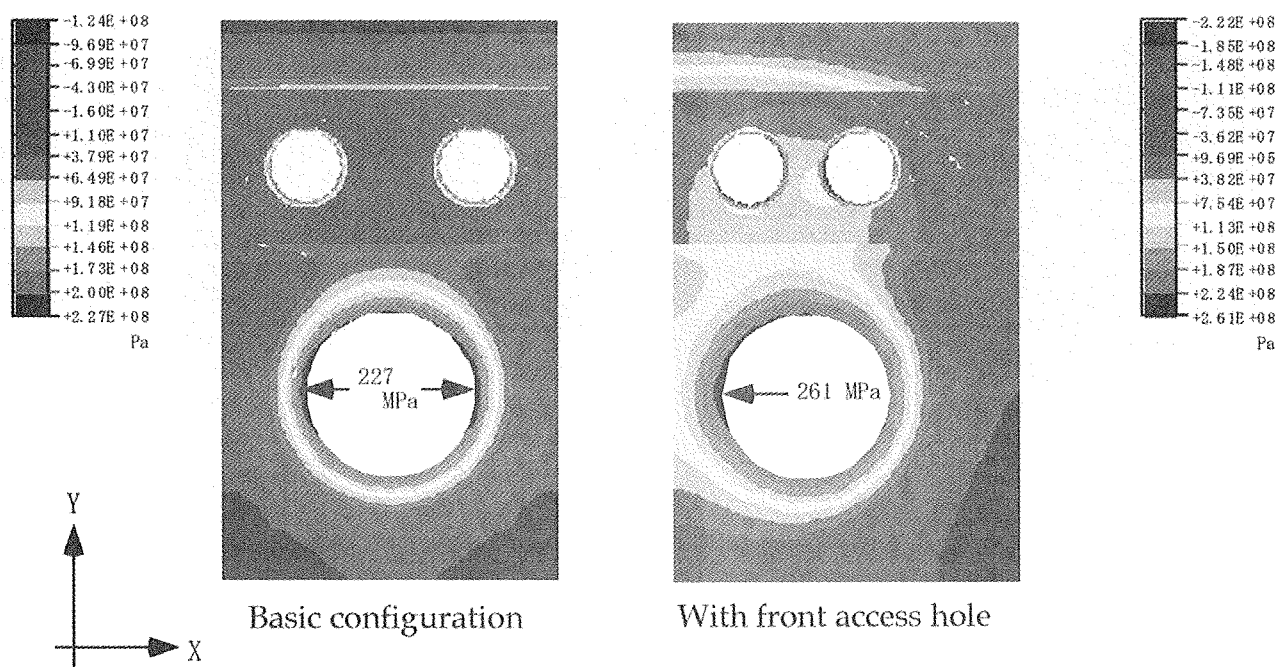 -1.24E +08
-9.69E +07
-6.99E +07
-4.30E +07
-1.60E +07
+1.10E +07
+3.79E +07
+6.49E +07
+9.18E +07
+1.19E +08
+1.46E +08
+1.73E +08
+2.00E +08
+2.27E +08
Pa
227
MPa
261 MPa
-2.22E +08
-1.85E +08
-1.48E +08
-1.11E +08
-7.35E +07
-3.62E +07
+9.69E +05
+3.82E +07
+7.54E +07
+1.13E +08
+1.50E +08
+1.87E +08
+2.24E +08
+2.61E +08
Pa
Y
X
Basic configuration
With front access hole